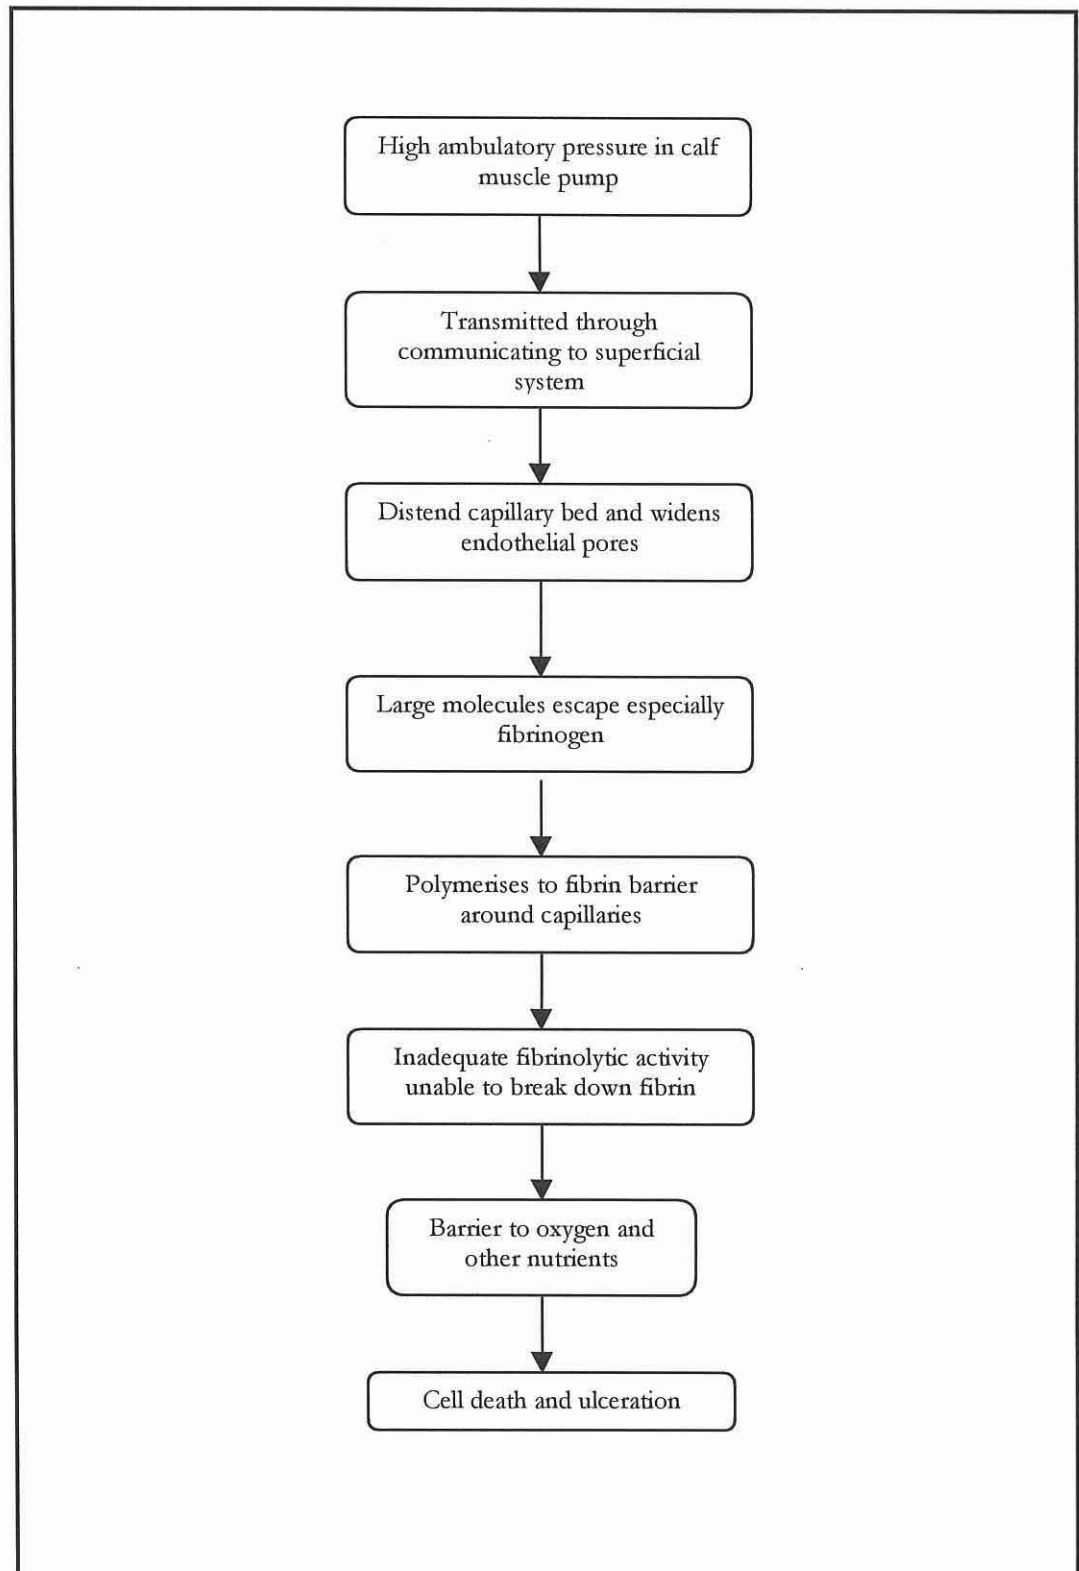 High ambulatory pressure in calf
muscle pump
Transmitted through
communicating to superficial
system
Distend capillary bed and widens
endothelial pores
Large molecules escape especially
fibrinogen
Polymerises to fibrin barrier
around capillaries
Inadequate fibrinolytic activity
unable to break down fibrin
Barrier to oxygen and
other nutrients
Cell death and ulceration